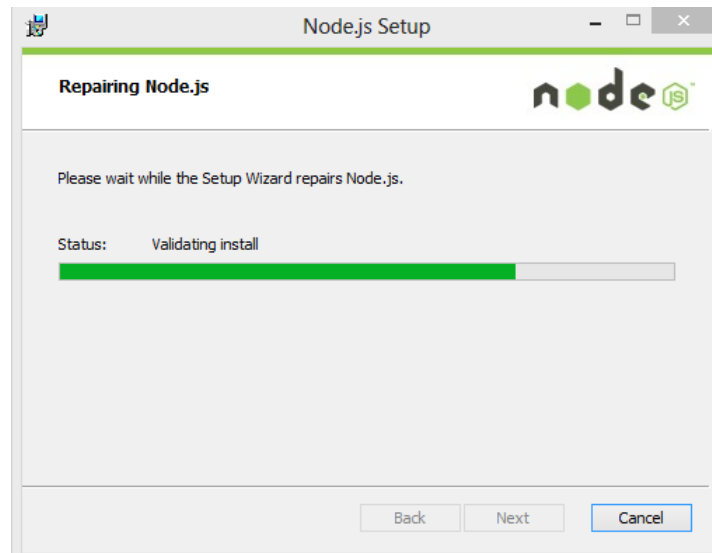 Node.js Setup
Repairing Node.js
node JS
Please wait while the Setup Wizard repairs Node.js.
Status: Validating install
Back Next Cancel